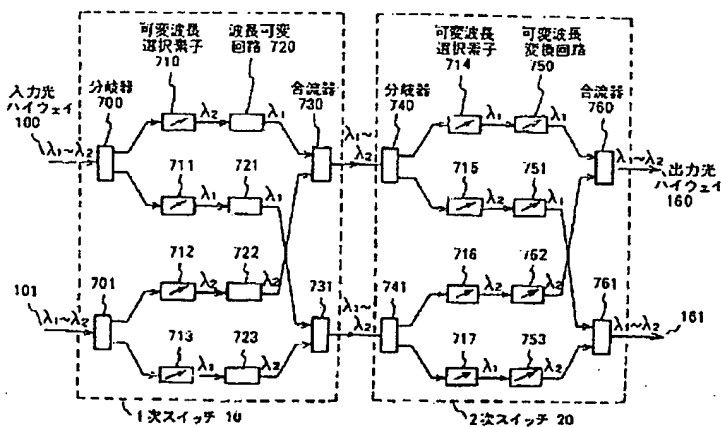 可変波長
選択素子
710
波長可変
回路 720
可変波長
選択素子
714
可変波長
変換回路
750
入力光
ハイウェイ
100
分岐器
700
合流器
730
分岐器
740
合流器
760
λ2
λ1
λ1~λ2
λ1~
λ2
λ1
λ1
λ1~λ2
出力光
ハイウェイ
160
711
721
715
751
λ1
λ1
λ2
λ1
712
722
716
752
101
λ1~λ2
701
λ2
λ2
731
λ1~
λ2
741
λ2
λ2
761
λ1~λ2
161
713
723
717
753
λ1
λ2
λ1
λ2
1次スイッチ 10
2次スイッチ 20